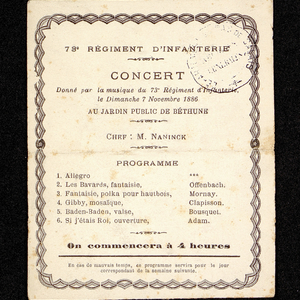 73e RÉGIMENT D'INFANTERIE
CONCERT
Donné par la musique du 73e Régiment d'Infanterie,
le Dimanche 7 Novembre 1886
AU JARDIN PUBLIC DE BÉTHUNE
CHEF : M. NANINCK
PROGRAMME
1. Allegro ***
2. Les Bavards, fantaisie, Offenbach.
3. Fantaisie, polka pour hautbois, Mornay.
4. Gibby, mosaïque, Clapisson.
5. Baden-Baden, valse, Bousquet.
6. Si j'étais Roi, ouverture, Adam.
On commencera à 4 heures
En cas de mauvais temps, ce programme servira pour le jour
correspondant de la semaine suivante.